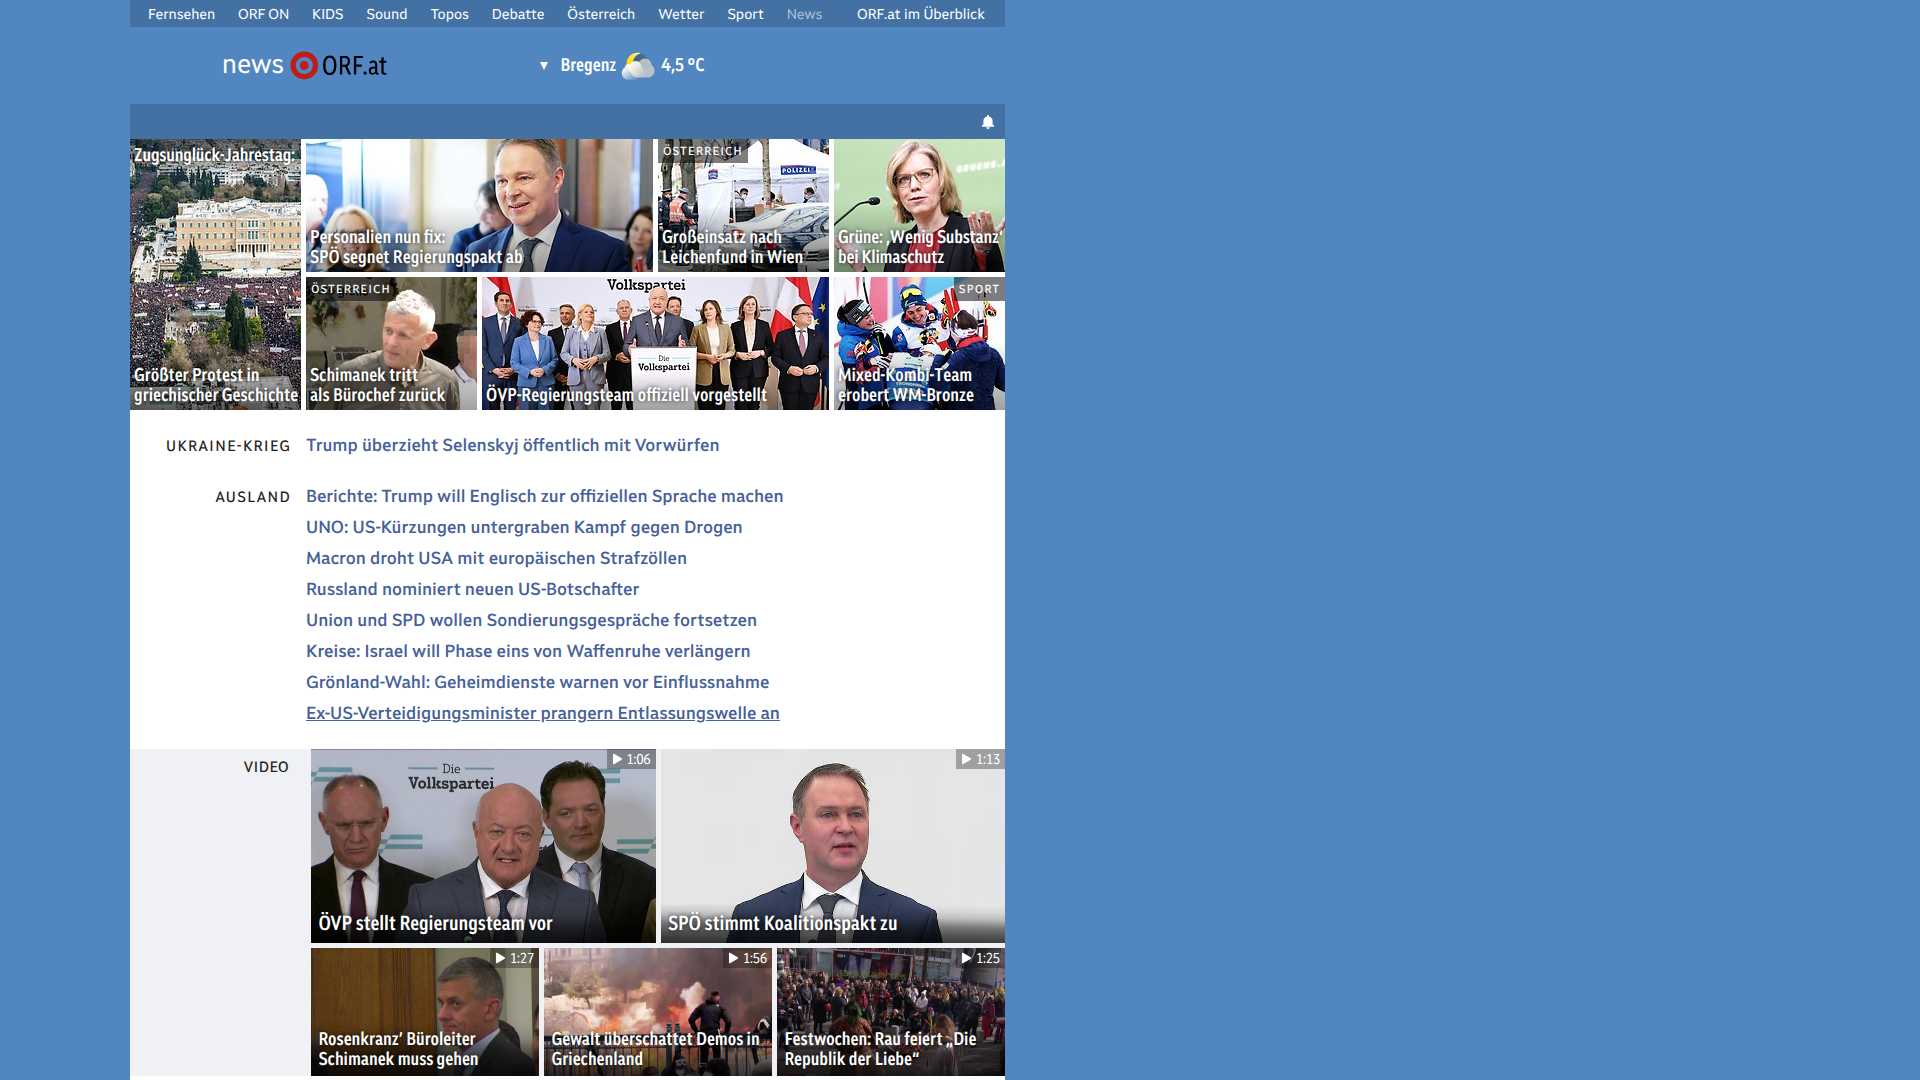 Fernsehen ORF ON KIDS Sound Topos Debatte Österreich Wetter Sport News ORF.at im Überblick
news ORF.at
Bregenz 4,5 °C
Zugsunglück-Jahrestag:
Größter Protest in
griechischer Geschichte
Personalien nun fix:
SPÖ segnet Regierungspakt ab
ÖSTERREICH
POLIZEI
Großeinsatz nach
Leichenfund in Wien
Grüne: ‚Wenig Substanz‘
bei Klimaschutz
ÖSTERREICH
Schimanek tritt
als Bürochef zurück
Volkspartei
Die
Volkspartei
ÖVP-Regierungsteam offiziell vorgestellt
SPORT
Mixed-Kombi-Team
erobert WM-Bronze
UKRAINE-KRIEG
Trump überzieht Selenskyj öffentlich mit Vorwürfen
AUSLAND
Berichte: Trump will Englisch zur offiziellen Sprache machen
UNO: US-Kürzungen untergraben Kampf gegen Drogen
Macron droht USA mit europäischen Strafzöllen
Russland nominiert neuen US-Botschafter
Union und SPD wollen Sondierungsgespräche fortsetzen
Kreise: Israel will Phase eins von Waffenruhe verlängern
Grönland-Wahl: Geheimdienste warnen vor Einflussnahme
Ex-US-Verteidigungsminister prangern Entlassungswelle an
VIDEO
1:06
Die
Volkspartei
ÖVP stellt Regierungsteam vor
1:13
SPÖ stimmt Koalitionspakt zu
1:27
Rosenkranz’ Büroleiter
Schimanek muss gehen
1:56
Gewalt überschattet Demos in
Griechenland
1:25
Festwochen: Rau feiert „Die
Republik der Liebe“